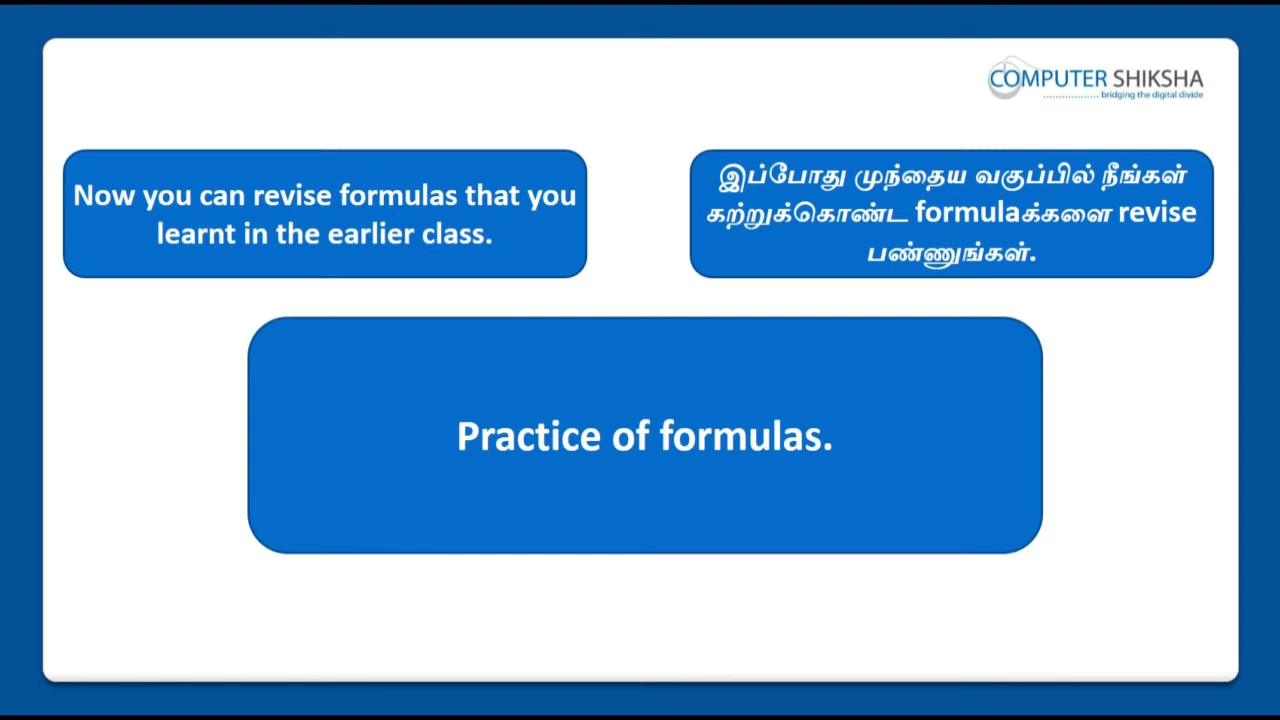 COMPUTER SHIKSHA
bridging the digital divide
Now you can revise formulas that you
learnt in the earlier class.
இப்போது முந்தைய வகுப்பில் நீங்கள்
கற்றுக்கொண்ட formulaக்களை revise
பண்ணுங்கள்.
Practice of formulas.